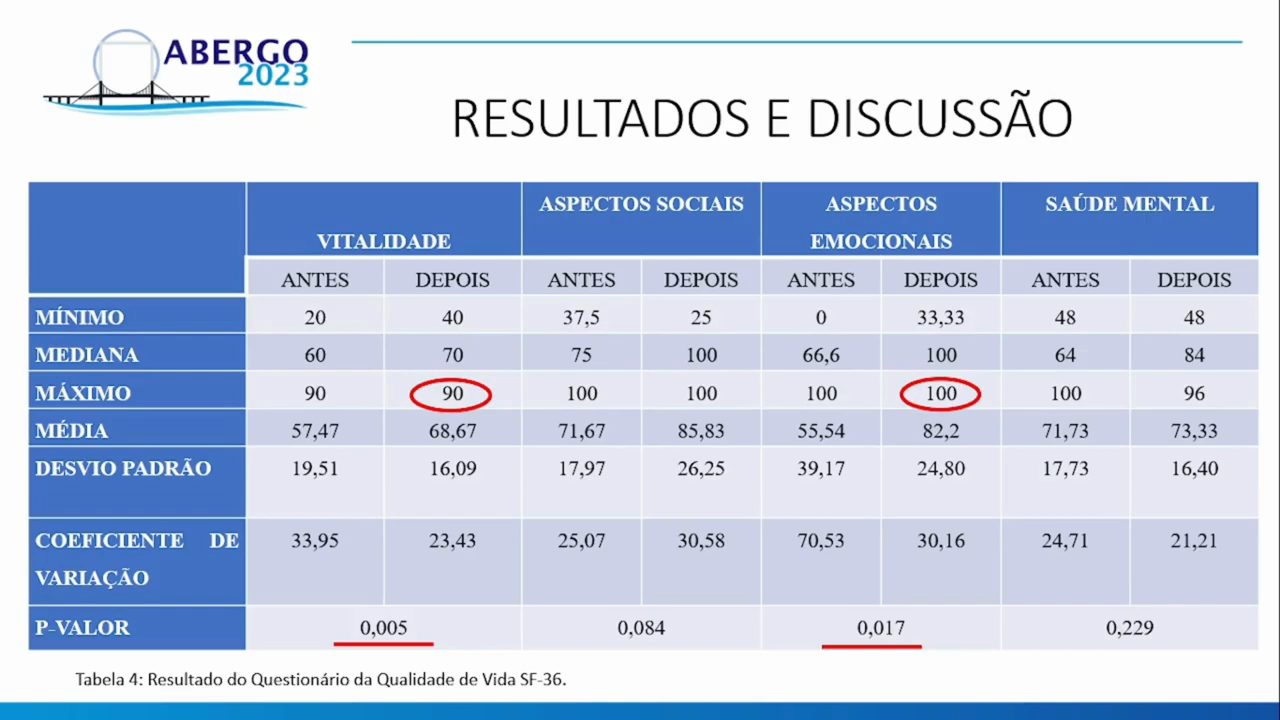 ABERGO
2023
RESULTADOS E DISCUSSÃO
VITALIDADE ASPECTOS SOCIAIS ASPECTOS EMOCIONAIS SAÚDE MENTAL
ANTES DEPOIS ANTES DEPOIS ANTES DEPOIS ANTES DEPOIS
MÍNIMO 20 40 37,5 25 0 33,33 48 48
MEDIANA 60 70 75 100 66,6 100 64 84
MÁXIMO 90 90 100 100 100 100 100 96
MÉDIA 57,47 68,67 71,67 85,83 55,54 82,2 71,73 73,33
DESVIO PADRÃO 19,51 16,09 17,97 26,25 39,17 24,80 17,73 16,40
COEFICIENTE DE VARIAÇÃO 33,95 23,43 25,07 30,58 70,53 30,16 24,71 21,21
P-VALOR 0,005 0,084 0,017 0,229
Tabela 4: Resultado do Questionário da Qualidade de Vida SF-36.